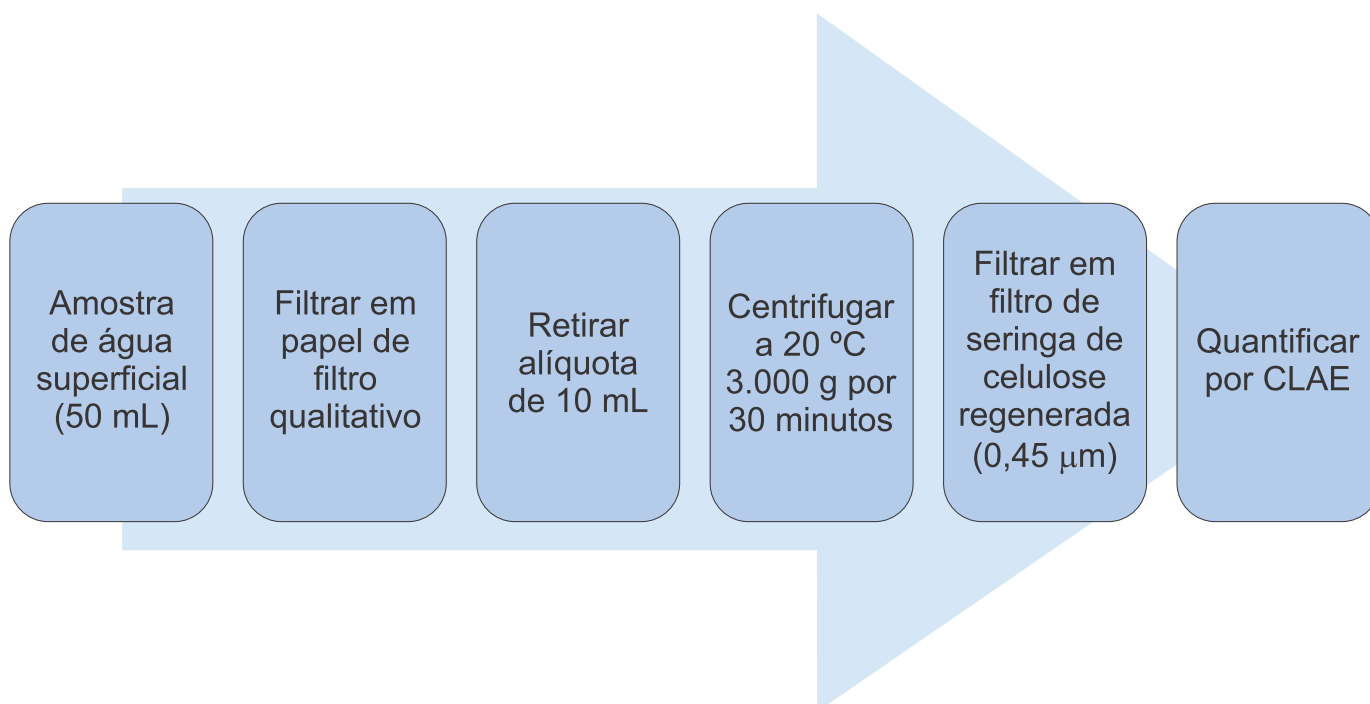 Amostra
de água
superficial
(50 mL)
Filtrar em
papel de
filtro
qualitativo
Retirar
alíquota
de 10 mL
Centrifugar
a 20 ºC
3.000 g por
30 minutos
Filtrar em
filtro de
seringa de
celulose
regenerada
(0,45 μm)
Quantificar
por CLAE